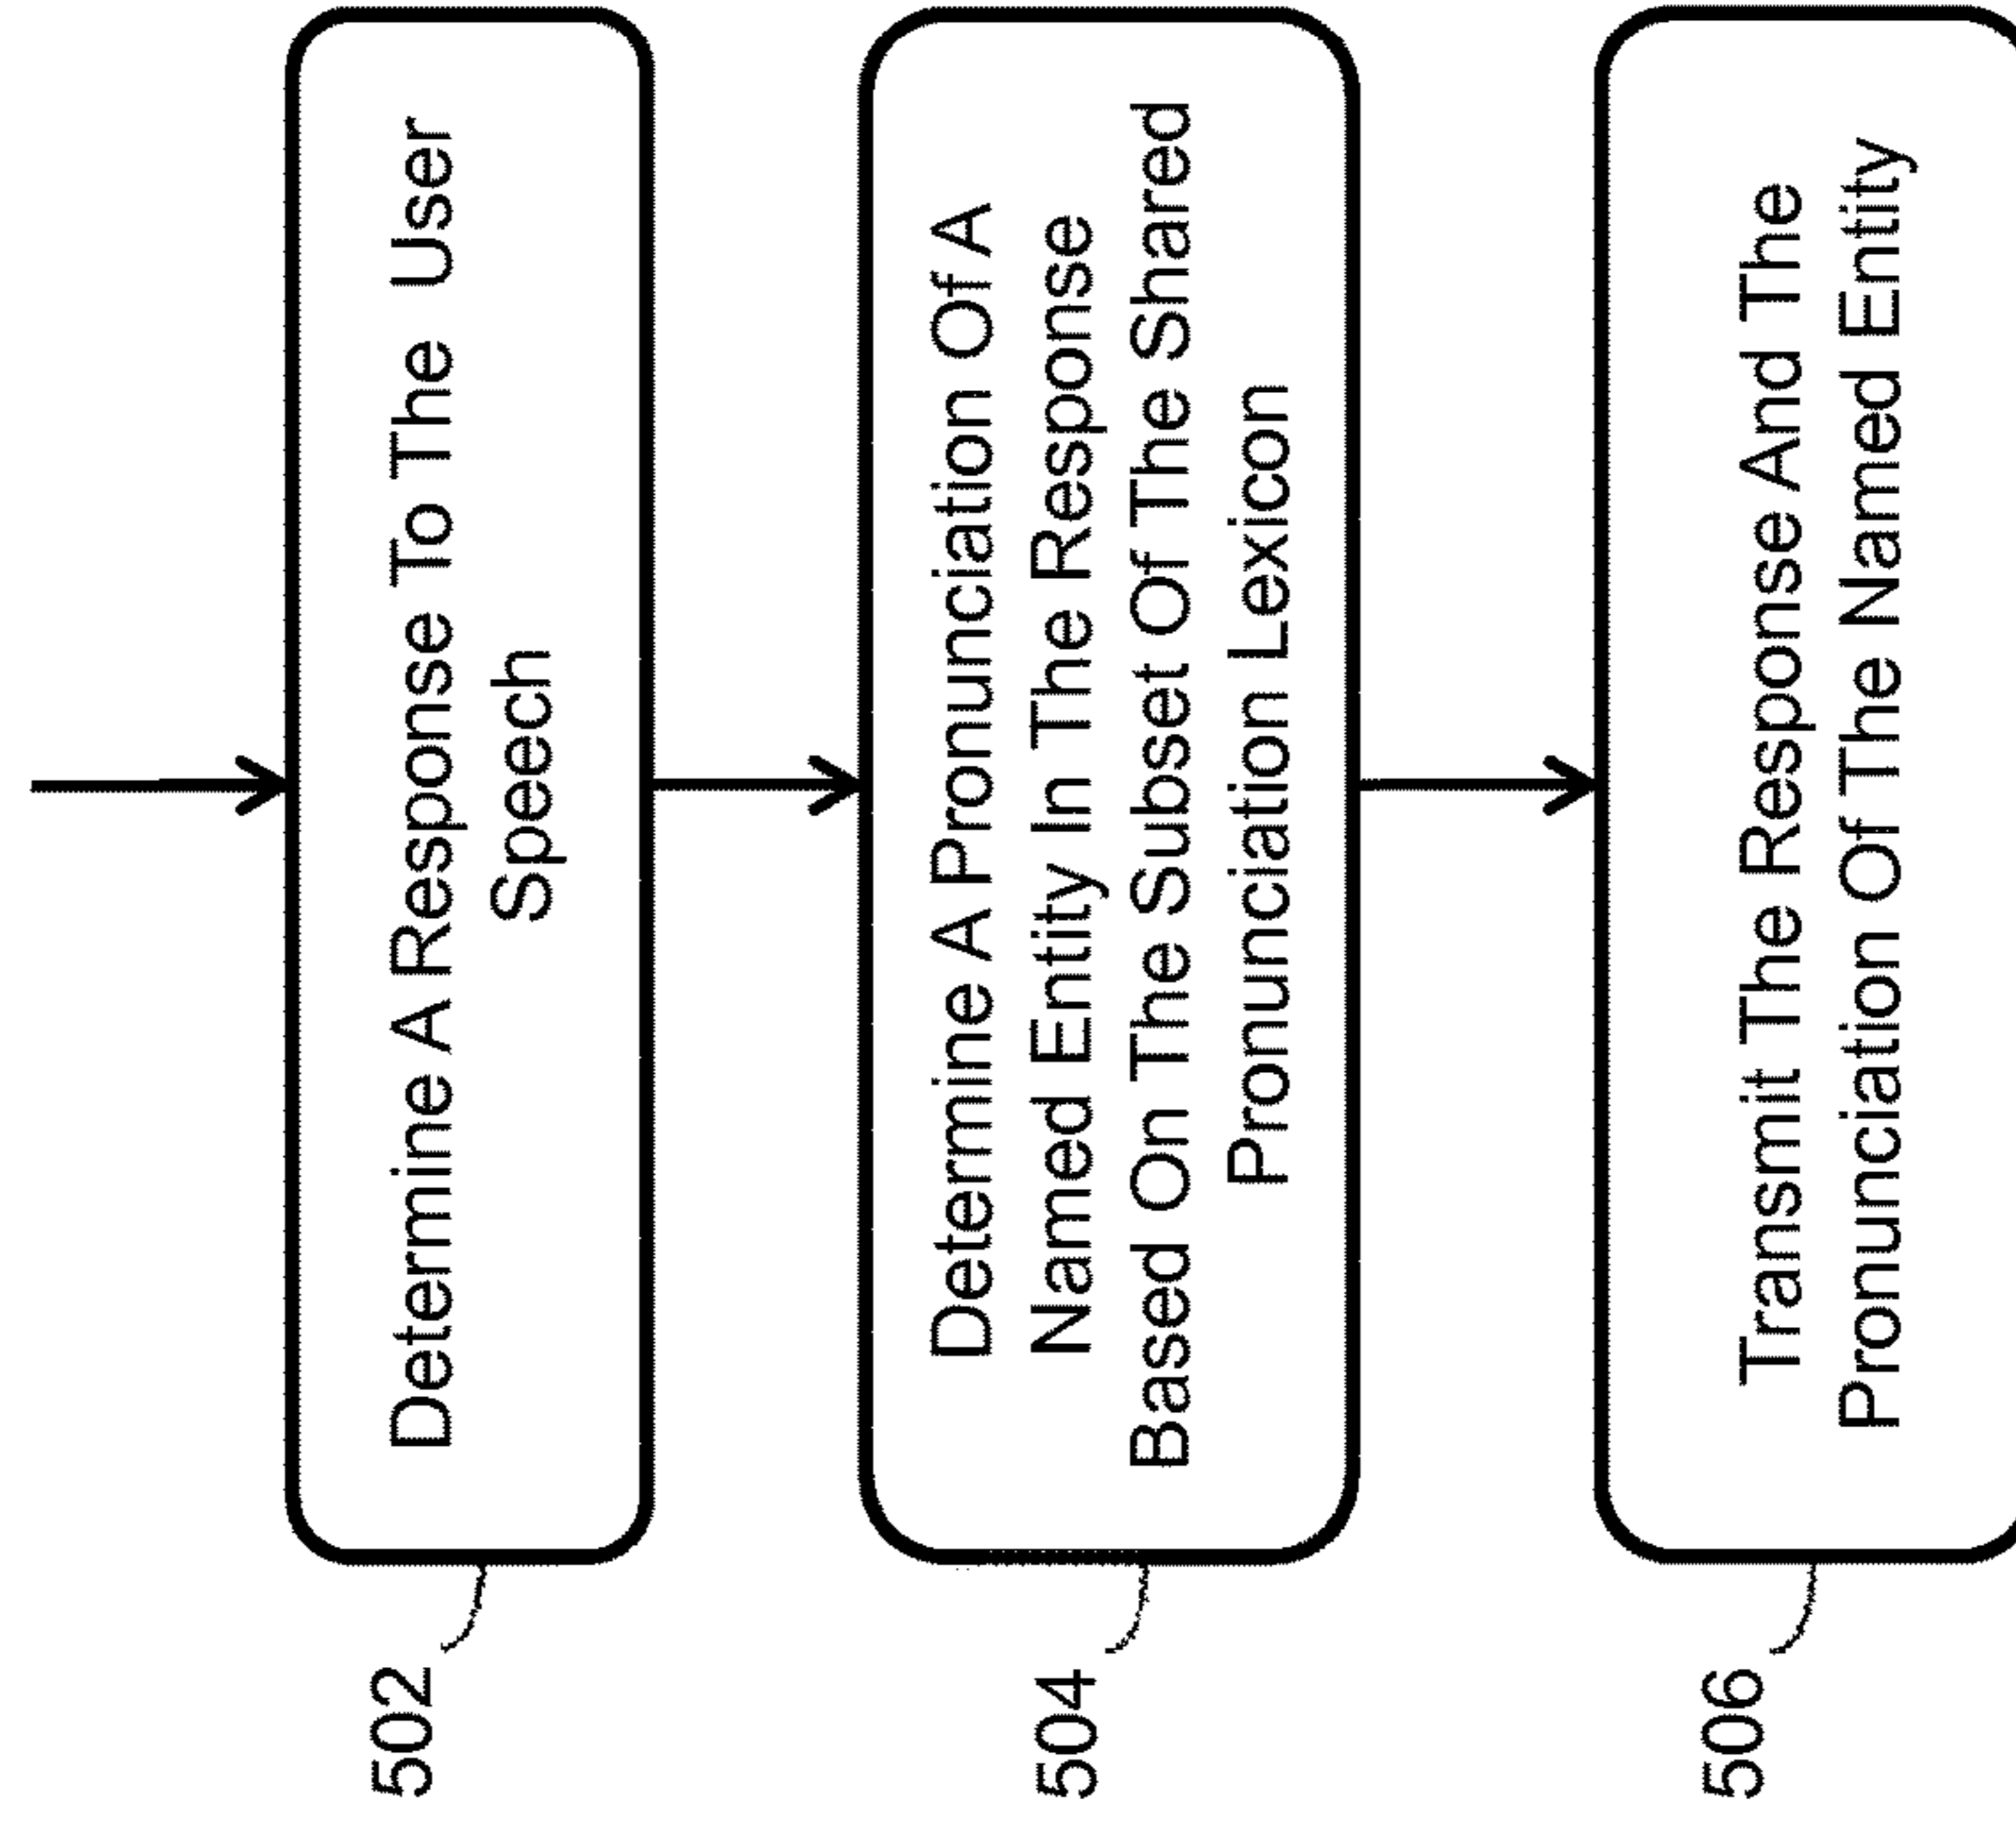 502
Determine A Response To The User
Speech
504
Determine A Pronunciation Of A
Named Entity In The Response
Based On The Subset Of The Shared
Pronunciation Lexicon
506
Transmit The Response And The
Pronunciation Of The Named Entity